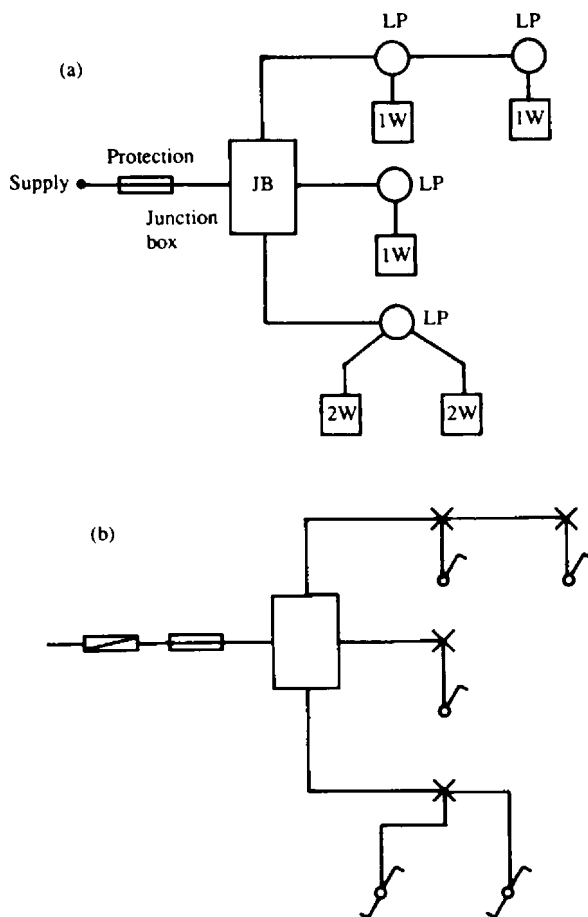 (a)
LP
LP
1W
1W
Protection
Supply
JB
LP
Junction
box
1W
LP
2W
2W
(b)